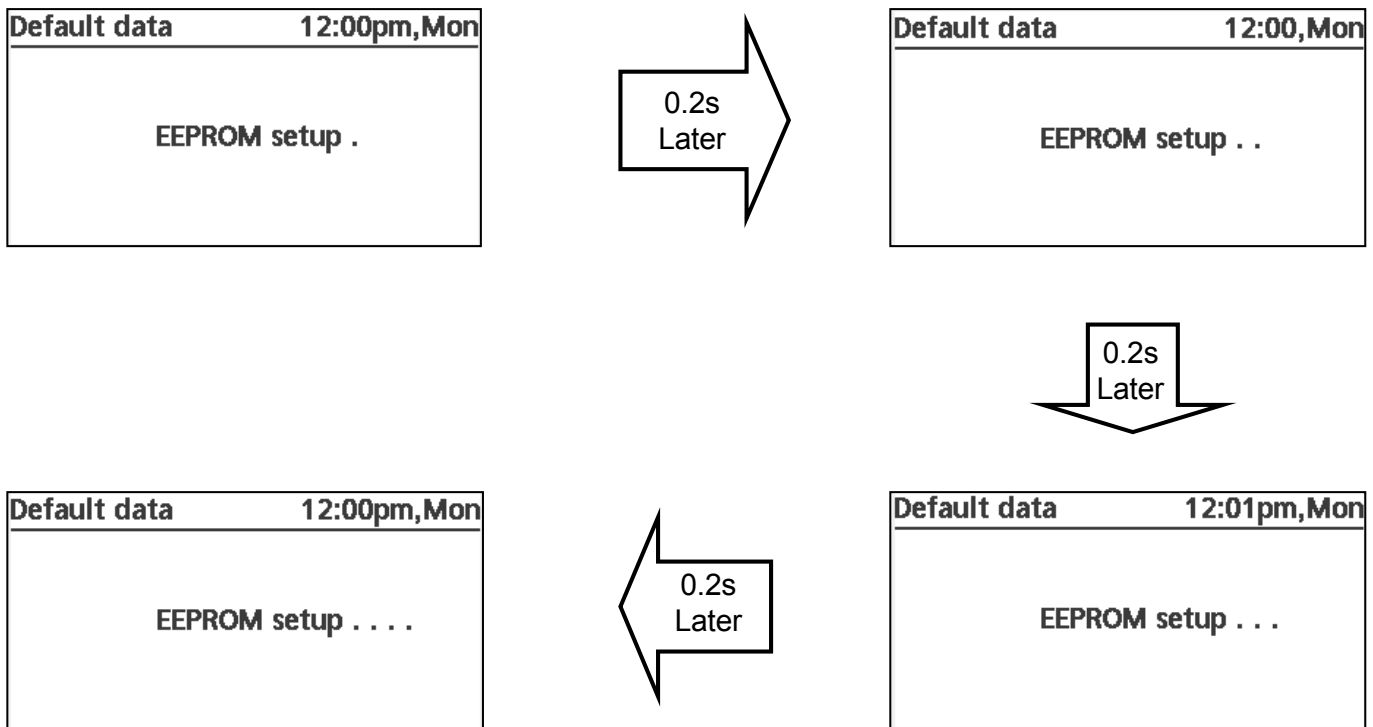 Default data 12:00pm,Mon
EEPROM setup .
0.2s
Later
Default data 12:00,Mon
EEPROM setup . .
0.2s
Later
Default data 12:01pm,Mon
EEPROM setup . . .
0.2s
Later
Default data 12:00pm,Mon
EEPROM setup . . . .